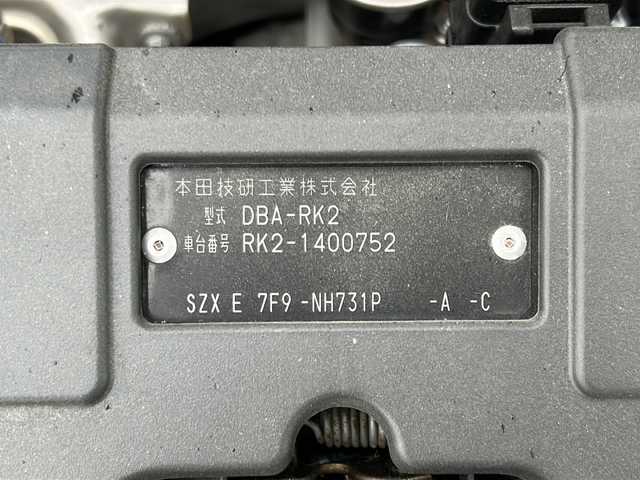 本田技研工業株式会社
型式 DBA-RK2
車台番号 RK2-1400752
SZX E 7F9 -NH731P -A -C